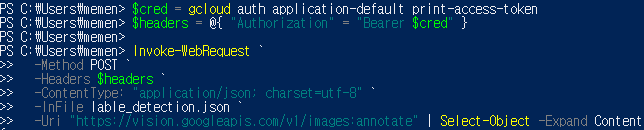 PS C:₩Users₩memen> $cred = gcloud auth application-default print-access-token
PS C:₩Users₩memen> $headers = @{ "Authorization" = "Bearer $cred" }
PS C:₩Users₩memen>
PS C:₩Users₩memen> Invoke-WebRequest `
>>   -Method POST `
>>   -Headers $headers `
>>   -ContentType: "application/json; charset=utf-8" `
>>   -InFile lable_detection.json `
>>   -Uri "https://vision.googleapis.com/v1/images:annotate" | Select-Object -Expand Content